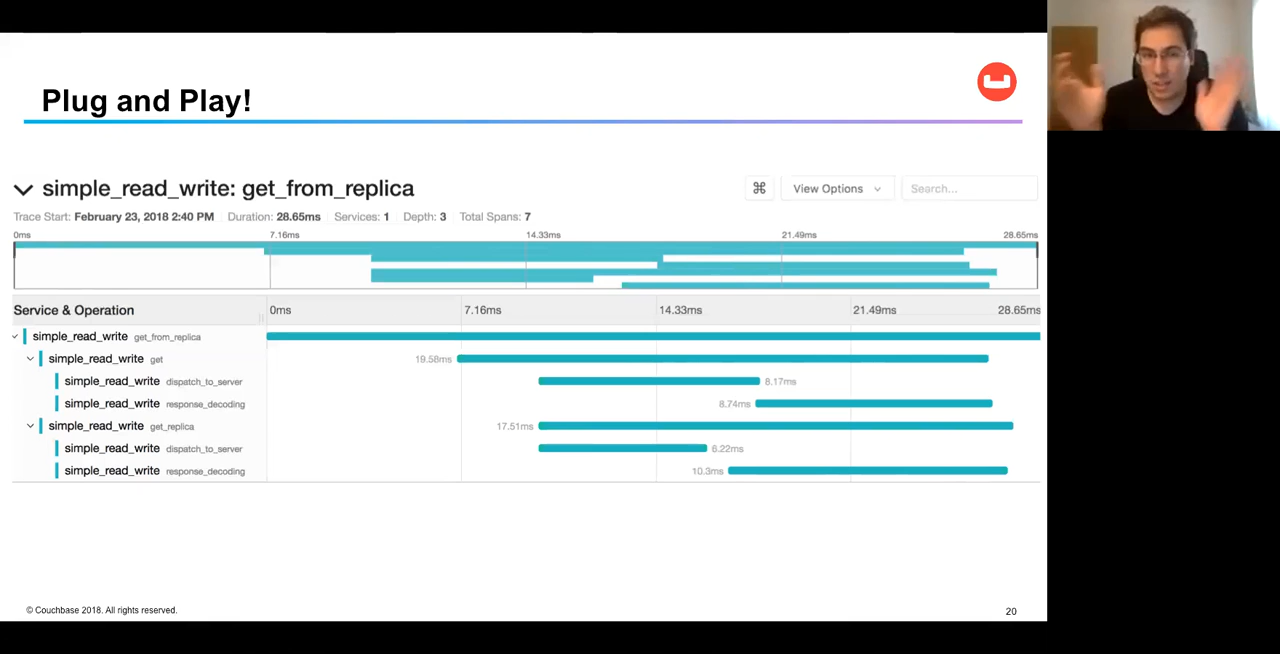 Plug and Play!
simple_read_write: get_from_replica
⌘ View Options Search...
Trace Start: February 23, 2018 2:40 PM Duration: 28.65ms Services: 1 Depth: 3 Total Spans: 7
0ms 7.16ms 14.33ms 21.49ms 28.65ms
Service & Operation 0ms 7.16ms 14.33ms 21.49ms 28.65ms
simple_read_write get_from_replica
simple_read_write get 19.58ms
simple_read_write dispatch_to_server 8.17ms
simple_read_write response_decoding 8.74ms
simple_read_write get_replica 17.51ms
simple_read_write dispatch_to_server 6.22ms
simple_read_write response_decoding 10.3ms
© Couchbase 2018. All rights reserved.
20